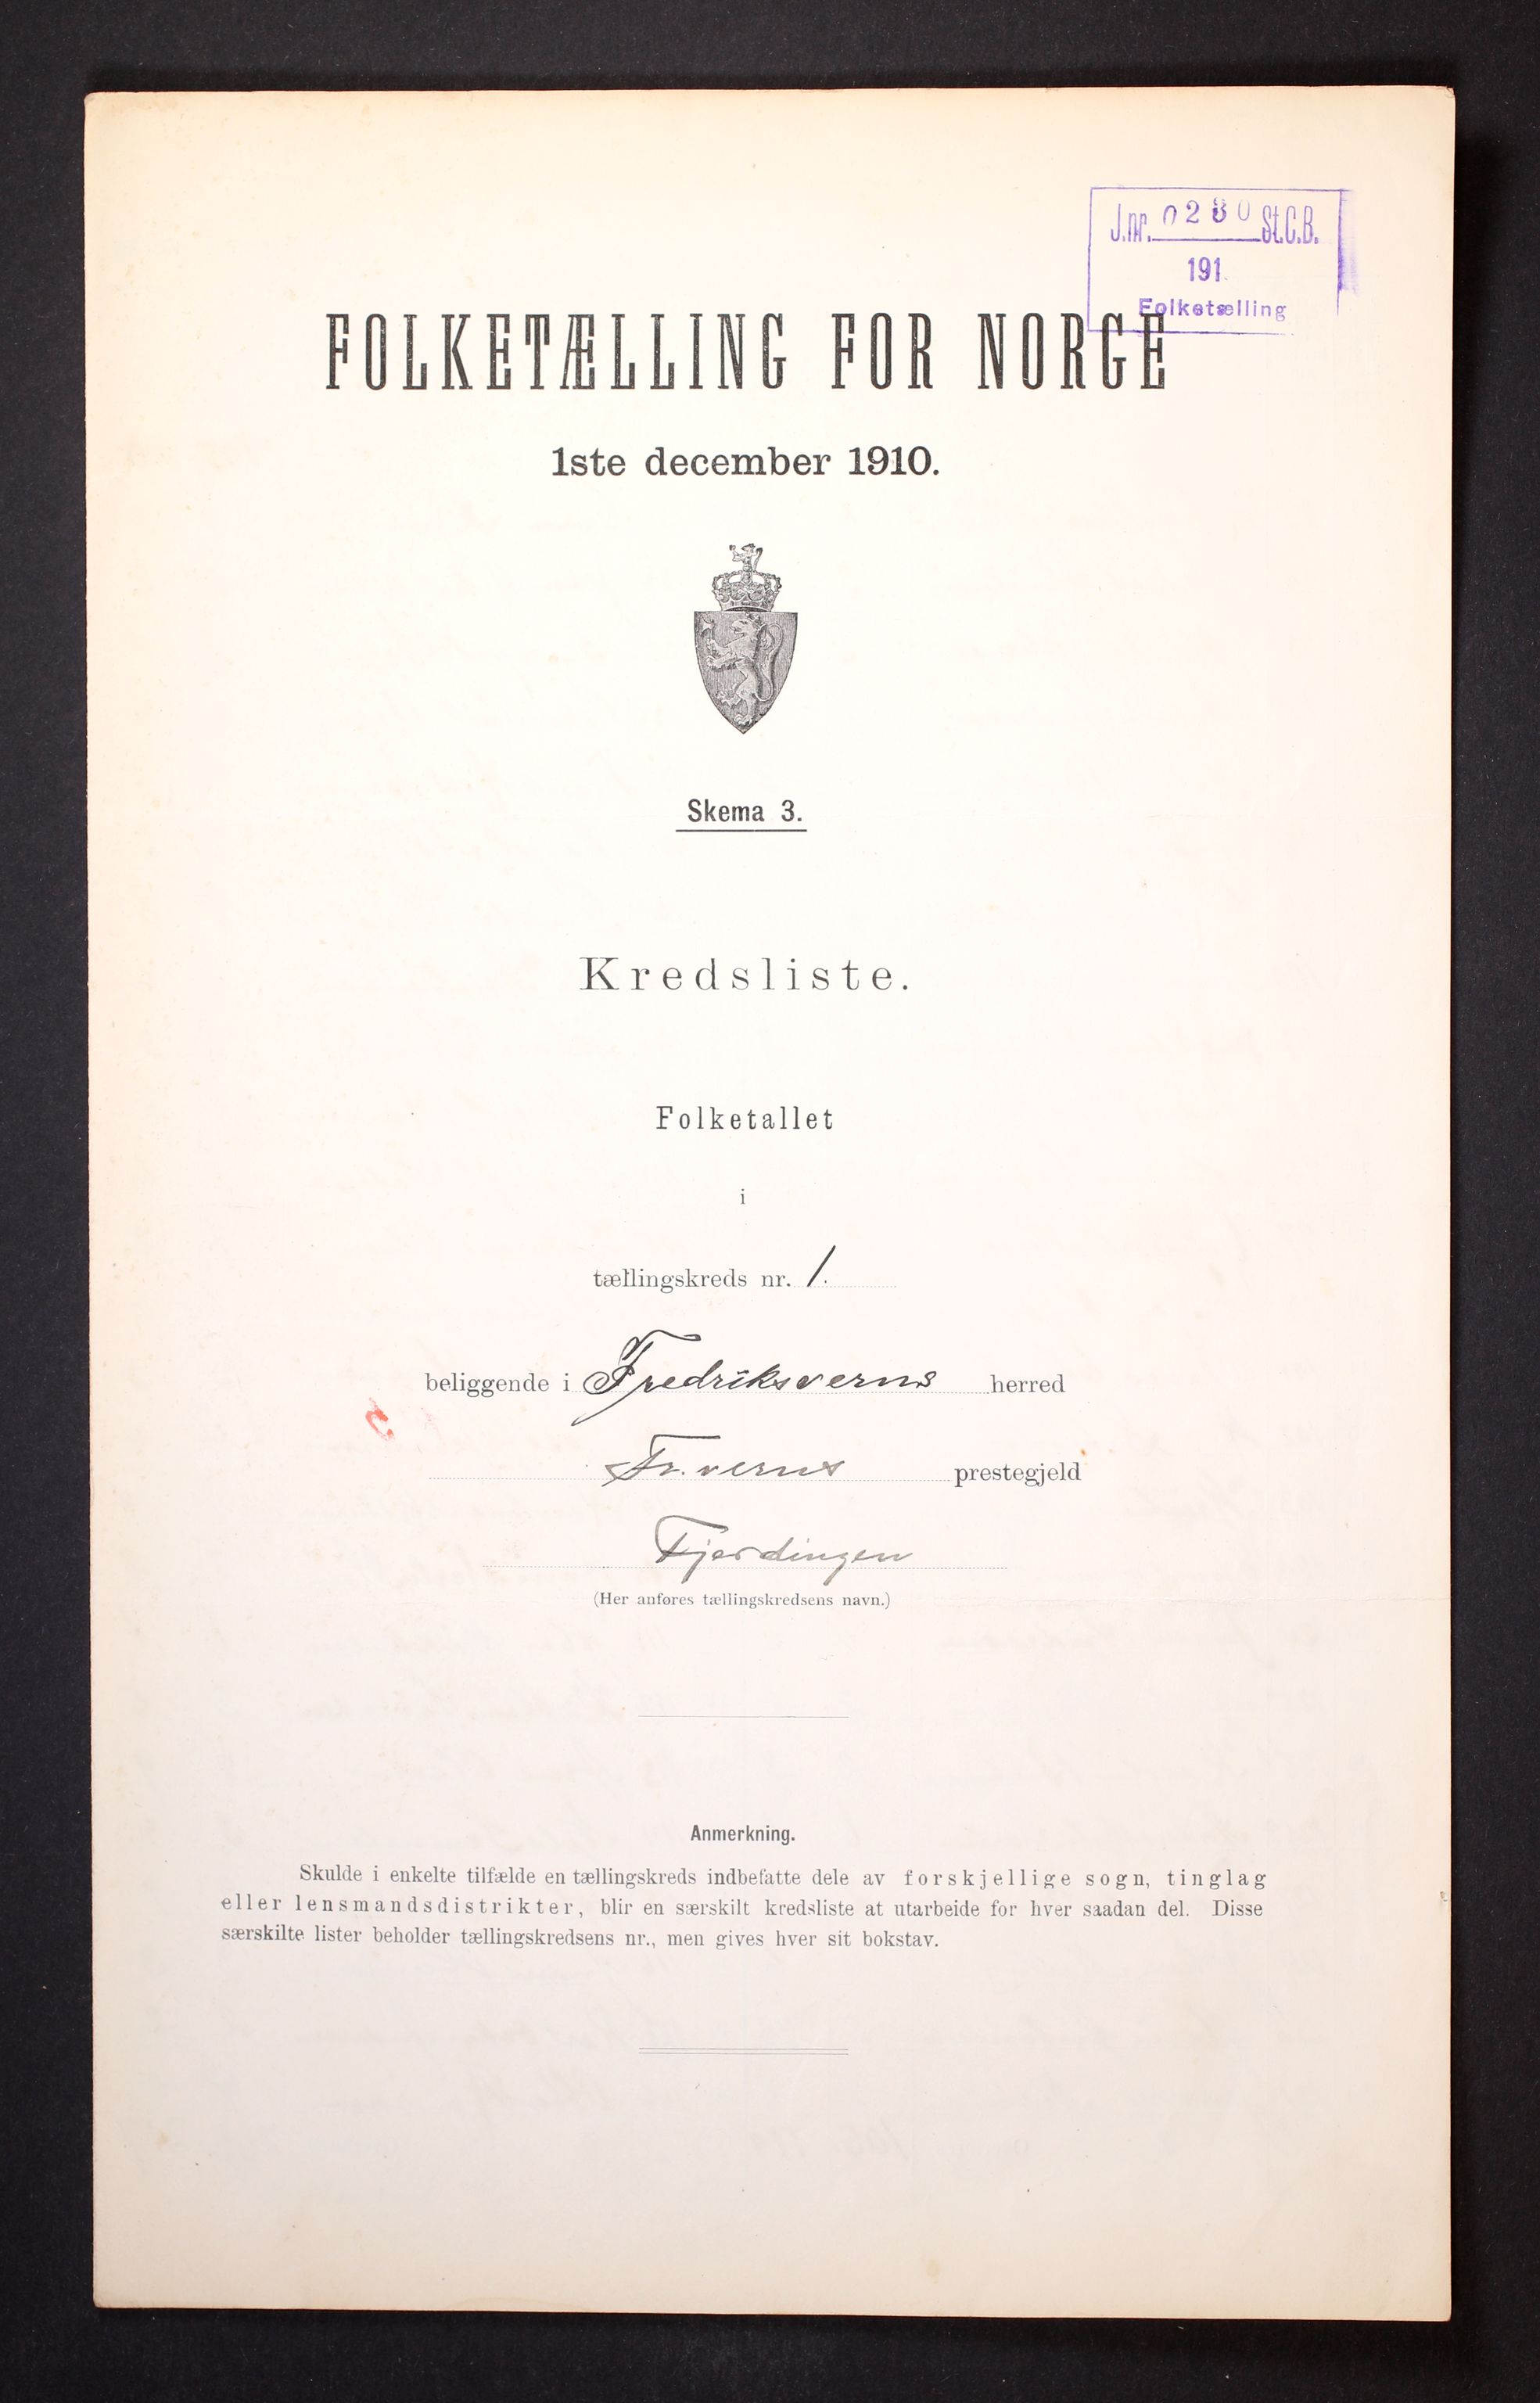 J.nr. 0230 St.C.B.
191
Folketælling
FOLKETÆLLING FOR NORGE
1ste december 1910.
Skema 3.
Kredsliste.
Folketallet
i
tællingskreds nr. 1.
beliggende i Fredriksverns herred
Fr.verns prestegjeld
Fjerdingen
(Her anføres tællingskredsens navn.)
Anmerkning.
Skulde i enkelte tilfælde en tællingskreds indbefatte dele av forskjellige sogn, tinglag
eller lensmandsdistrikter, blir en særskilt kredsliste at utarbeide for hver saadan del. Disse
særskilte lister beholder tællingskredsens nr., men gives hver sit bokstav.